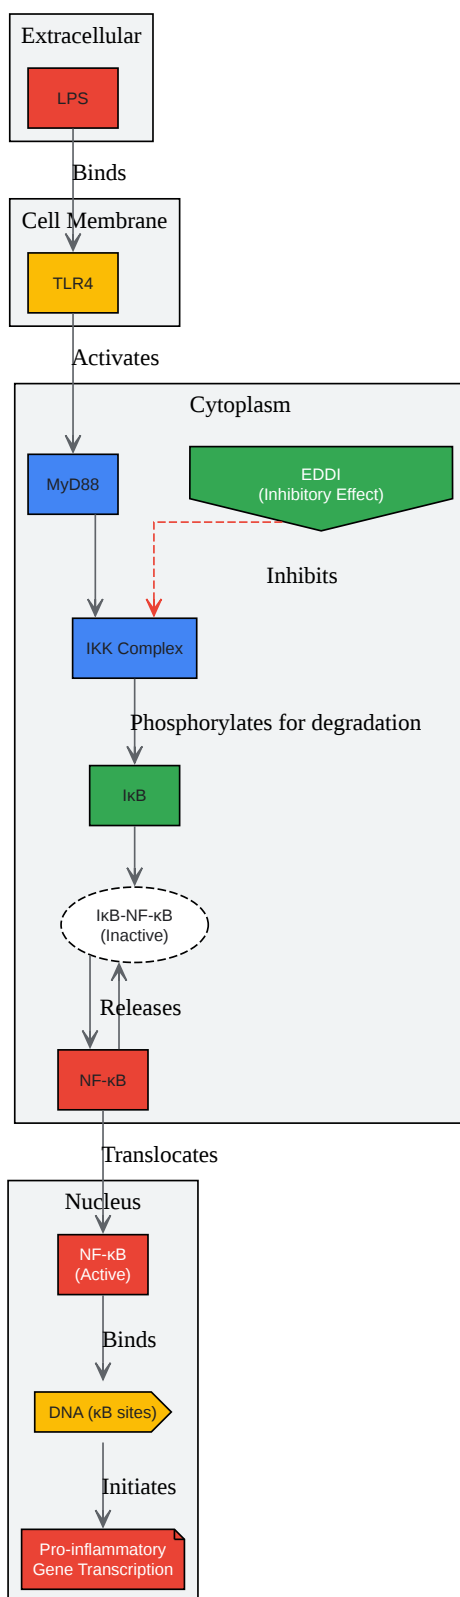 Extracellular
LPS
Binds
Cell Membrane
TLR4
Activates
Cytoplasm
MyD88
EDDI
(Inhibitory Effect)
Inhibits
IKK Complex
Phosphorylates for degradation
IκB
IκB-NF-κB
(Inactive)
Releases
NF-κB
Translocates
Nucleus
NF-κB
(Active)
Binds
DNA (κB sites)
Initiates
Pro-inflammatory
Gene Transcription